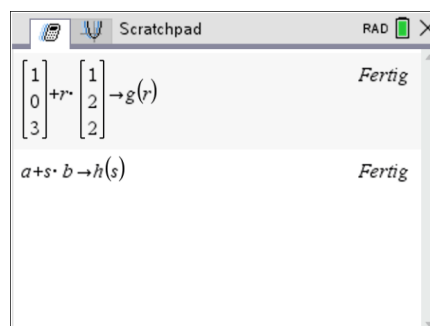 Scratchpad RAD
[1 0 3]+r·[1 2 2]→g(r) Fertig
a+s·b→h(s) Fertig